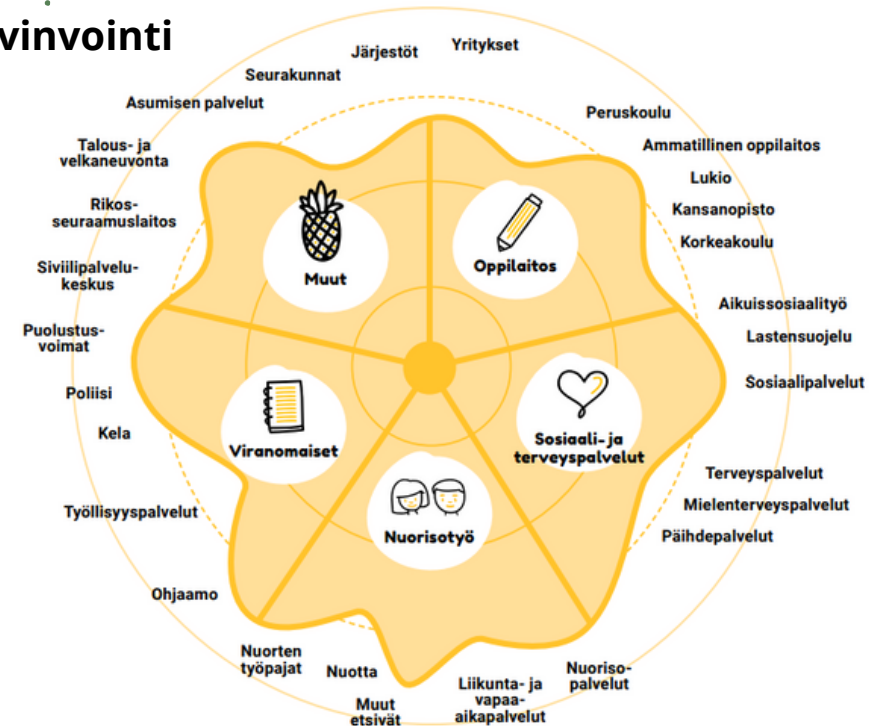 vinvointi
Järjestöt
Yritykset
Seurakunnat
Asumisen palvelut
Peruskoulu
Talous- ja
velkaneuvonta
Ammatillinen oppilaitos
Lukio
Rikos-
seuraamuslaitos
Kansanopisto
Korkeakoulu
Muut
Oppilaitos
Siviilipalvelu-
keskus
Aikuissosiaalityö
Puolustus-
voimat
Lastensuojelu
Sosiaalipalvelut
Poliisi
Kela
Viranomaiset
Sosiaali- ja
terveyspalvelut
Terveyspalvelut
Mielenterveyspalvelut
Päihdepalvelut
Työllisyyspalvelut
Nuorisotyö
Ohjaamo
Nuorten
työpajat
Nuotta
Muut
etsivät
Liikunta- ja
vapaa-
aikapalvelut
Nuoriso-
palvelut